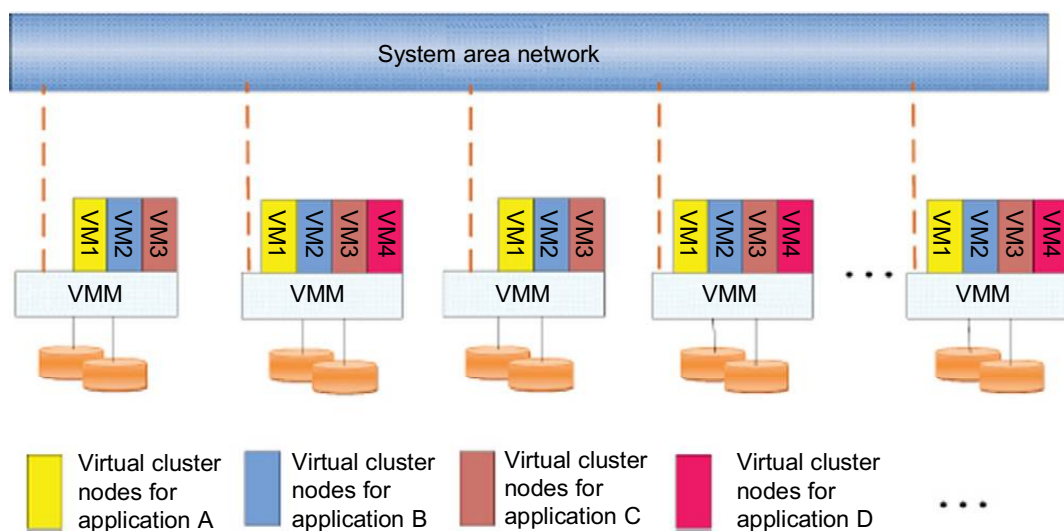 System area network
VM1 VM2 VM3
VM1 VM2 VM3 VM4
VM1 VM2 VM3
VM1 VM2 VM3 VM4
VM1 VM2 VM3 VM4
VMM
VMM
VMM
VMM
VMM
Virtual cluster
nodes for
application A
Virtual cluster
nodes for
application B
Virtual cluster
nodes for
application C
Virtual cluster
nodes for
application D